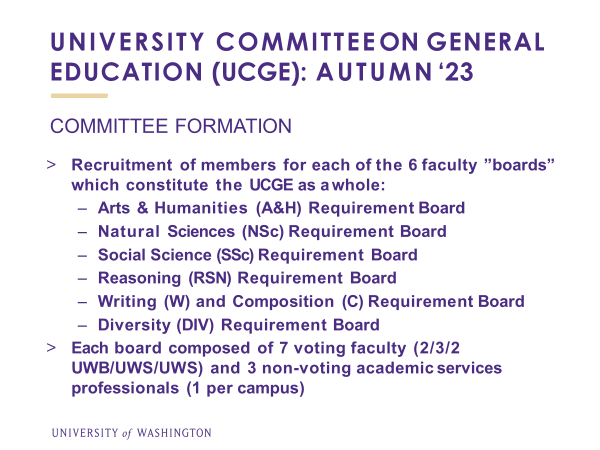 UNIVERSITY COMMITTEEON GENERAL
EDUCATION (UCGE): AUTUMN ‘23
COMMITTEE FORMATION
> Recruitment of members for each of the 6 faculty ”boards”
which constitute the UCGE as a whole:
– Arts & Humanities (A&H) Requirement Board
– Natural Sciences (NSc) Requirement Board
– Social Science (SSc) Requirement Board
– Reasoning (RSN) Requirement Board
– Writing (W) and Composition (C) Requirement Board
– Diversity (DIV) Requirement Board
> Each board composed of 7 voting faculty (2/3/2
UWB/UWS/UWS) and 3 non-voting academic services
professionals (1 per campus)
UNIVERSITY of WASHINGTON